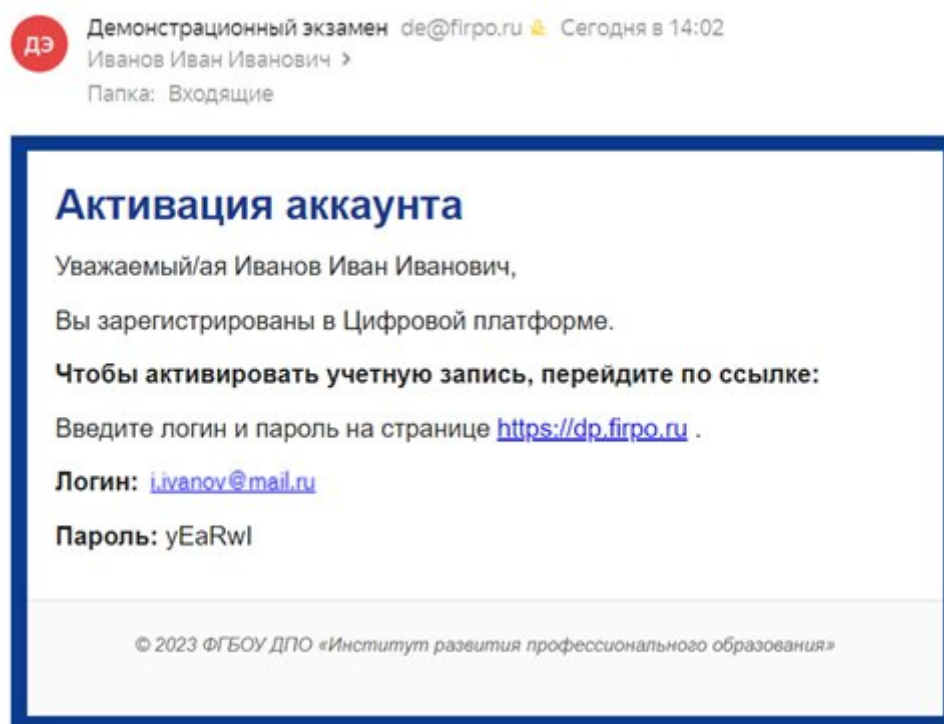 ДЭ
Демонстрационный экзамен de@firpo.ru Сегодня в 14:02
Иванов Иван Иванович >
Папка: Входящие
Активация аккаунта
Уважаемый/ая Иванов Иван Иванович,
Вы зарегистрированы в Цифровой платформе.
Чтобы активировать учетную запись, перейдите по ссылке:
Введите логин и пароль на странице https://dp.firpo.ru .
Логин: i.ivanov@mail.ru
Пароль: yEaRwI
© 2023 ФГБОУ ДПО «Институт развития профессионального образования»